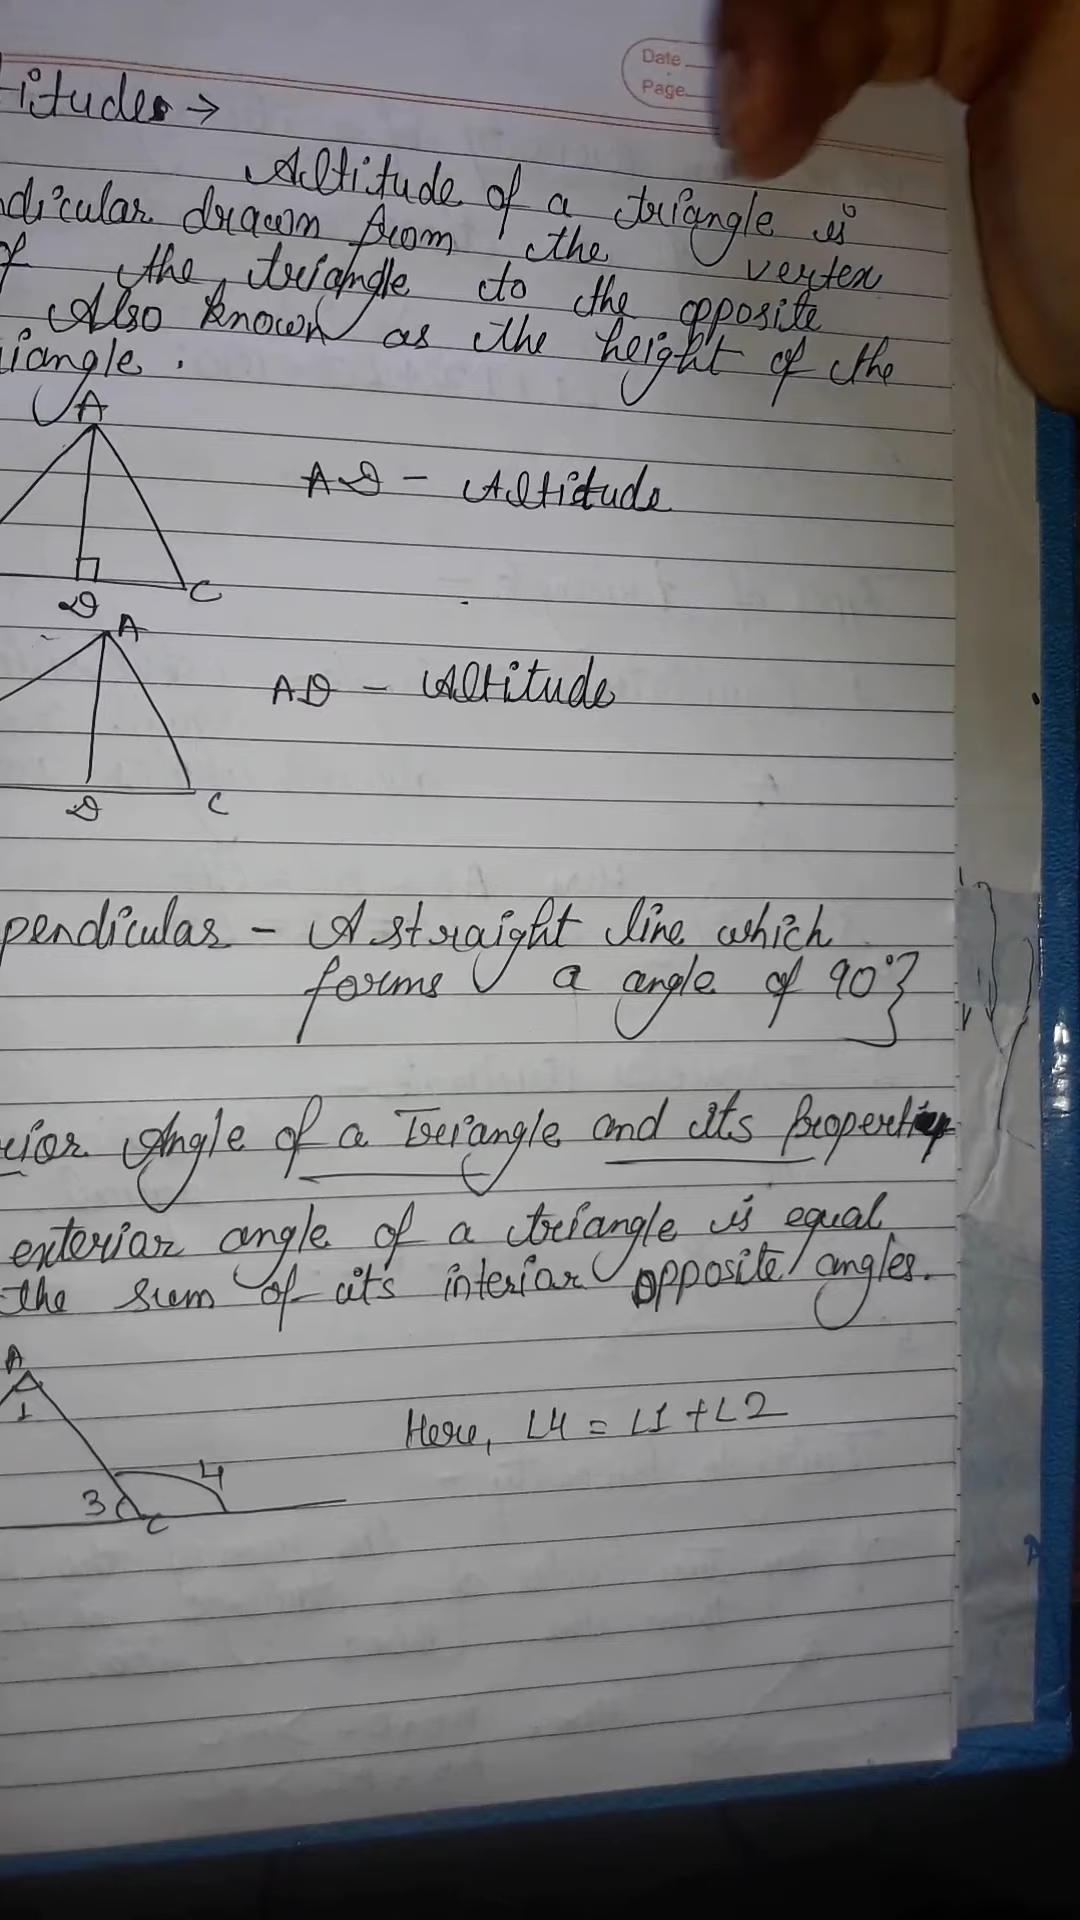 Date
Page
itudes →
Altitude of a triangle is
dicular drawn from the vertex
of the triangle to the opposite
Also known as the height of the
iangle.
A
AD - Altitude
D
C
A
AD - Altitude
D
C
pendicular - A straight line which
forms a angle of 90°}
rior Angle of a Triangle and its Properties
exterior angle of a triangle is equal
the sum of its interior opposite angles.
A
1
Here, ∠4 = ∠1 + ∠2
4
3
C